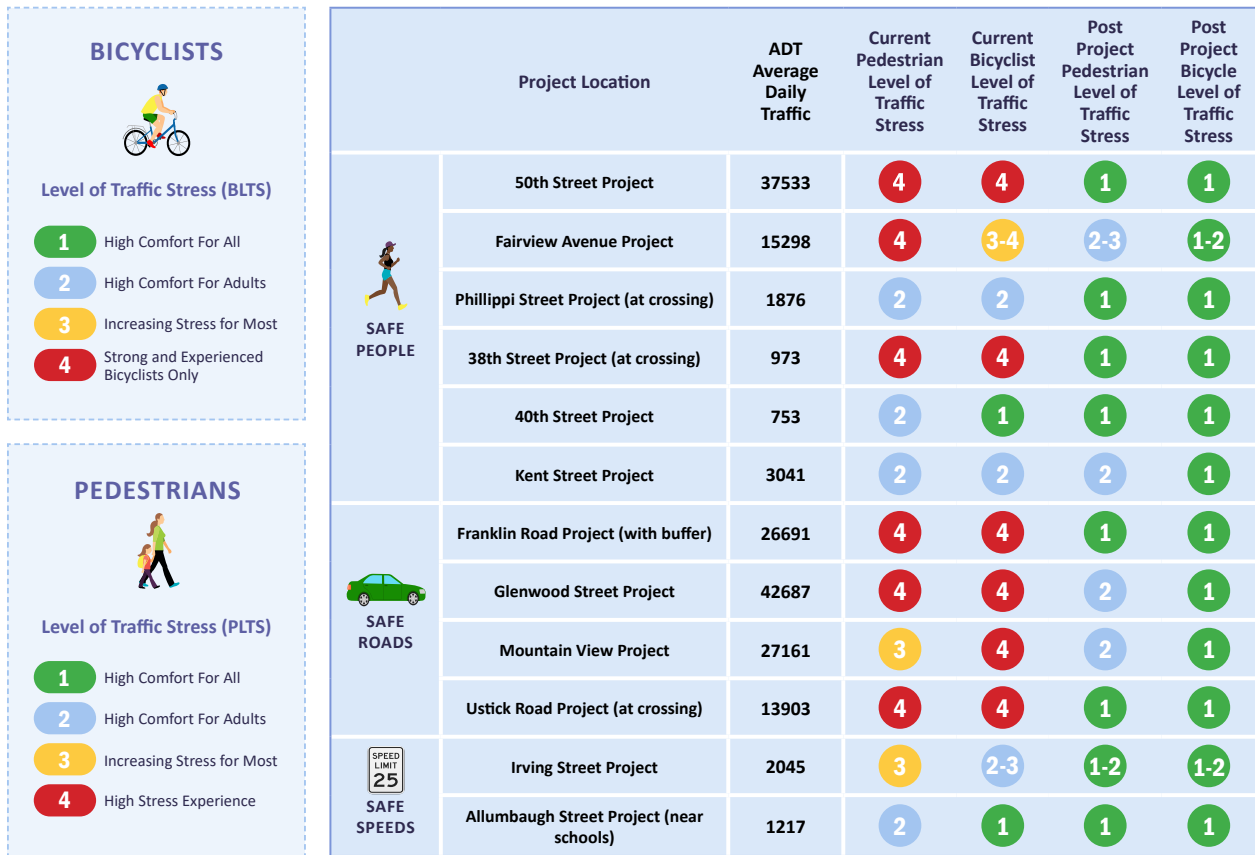 BICYCLISTS
Level of Traffic Stress (BLTS)
1 High Comfort For All
2 High Comfort For Adults
3 Increasing Stress for Most
4 Strong and Experienced
Bicyclists Only
PEDESTRIANS
Level of Traffic Stress (PLTS)
1 High Comfort For All
2 High Comfort For Adults
3 Increasing Stress for Most
4 High Stress Experience
Project Location
ADT
Average
Daily
Traffic
Current
Pedestrian
Level of
Traffic
Stress
Current
Bicyclist
Level of
Traffic
Stress
Post
Project
Pedestrian
Level of
Traffic
Stress
Post
Project
Bicycle
Level of
Traffic
Stress
SAFE
PEOPLE
50th Street Project 37533 4 4 1 1
Fairview Avenue Project 15298 4 3-4 2-3 1-2
Phillippi Street Project (at crossing) 1876 2 2 1 1
38th Street Project (at crossing) 973 4 4 1 1
40th Street Project 753 2 1 1 1
Kent Street Project 3041 2 2 2 1
SAFE
ROADS
Franklin Road Project (with buffer) 26691 4 4 1 1
Glenwood Street Project 42687 4 4 2 1
Mountain View Project 27161 3 4 2 1
Ustick Road Project (at crossing) 13903 4 4 1 1
SPEED
LIMIT
25
SAFE
SPEEDS
Irving Street Project 2045 3 2-3 1-2 1-2
Allumbaugh Street Project (near
schools) 1217 2 1 1 1